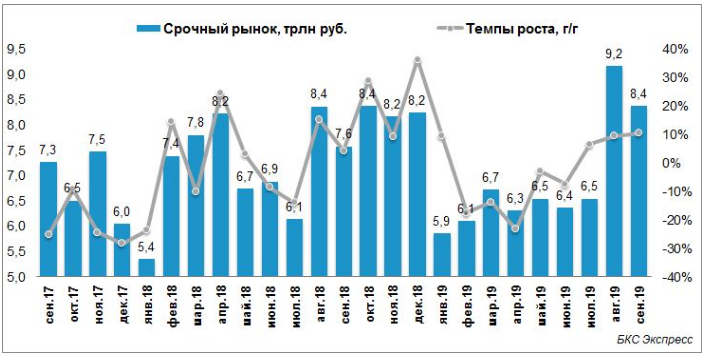 Срочный рынок, трлн руб.
Темпы роста, г/г
9,5
9,0
8,5
8,0
7,5
7,0
6,5
6,0
5,5
5,0
7,3
6,5
7,5
6,0
5,4
7,4
7,8
8,2
6,7
6,9
6,1
8,4
7,6
8,4
8,2
8,2
5,9
6,1
6,7
6,3
6,5
6,4
6,5
9,2
8,4
40%
30%
20%
10%
0%
-10%
-20%
-30%
-40%
сен.17
окт.17
ноя.17
дек.17
янв.18
фев.18
мар.18
апр.18
май.18
июн.18
июл.18
авг.18
сен.18
окт.18
ноя.18
дек.18
янв.19
фев.19
мар.19
апр.19
май.19
июн.19
июл.19
авг.19
сен.19
БКС Экспресс